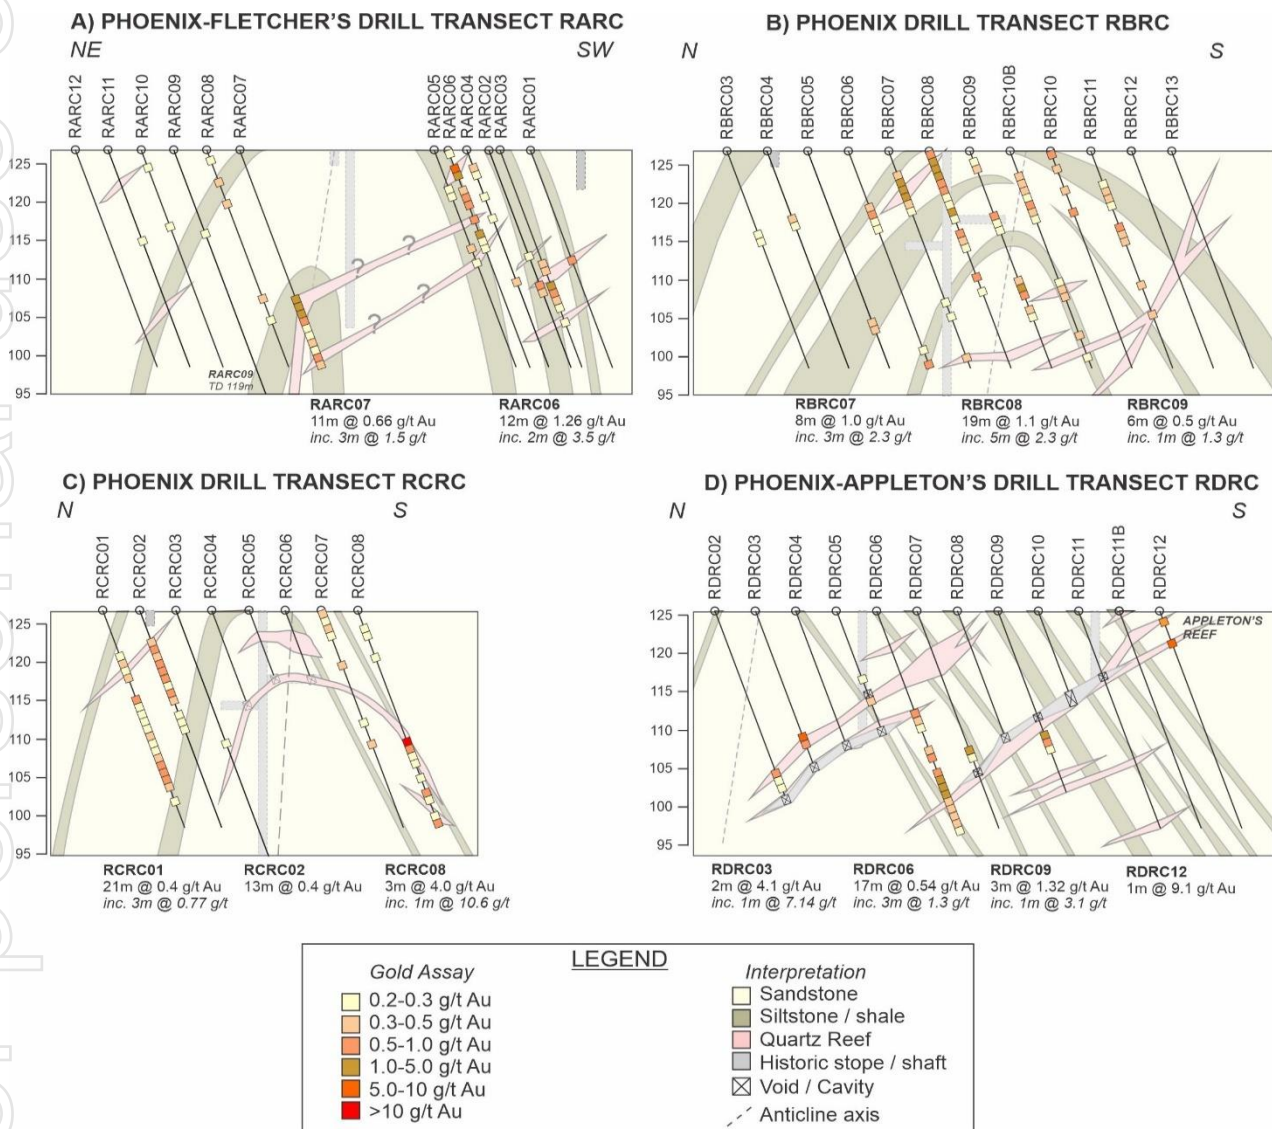 A) PHOENIX-FLETCHER'S DRILL TRANSECT RARC
NE
SW
RARC12
RARC11
RARC10
RARC09
RARC08
RARC07
RARC05
RARC06
RARC04
RARC02
RARC03
RARC01
125
120
115
110
105
100
95
?
?
?
?
RARC09
TD 119m
RARC07
11m @ 0.66 g/t Au
inc. 3m @ 1.5 g/t
RARC06
12m @ 1.26 g/t Au
inc. 2m @ 3.5 g/t
B) PHOENIX DRILL TRANSECT RBRC
N
S
RBRC03
RBRC04
RBRC05
RBRC06
RBRC07
RBRC08
RBRC09
RBRC10B
RBRC10
RBRC11
RBRC12
RBRC13
125
120
115
110
105
100
95
RBRC07
8m @ 1.0 g/t Au
inc. 3m @ 2.3 g/t
RBRC08
19m @ 1.1 g/t Au
inc. 5m @ 2.3 g/t
RBRC09
6m @ 0.5 g/t Au
inc. 1m @ 1.3 g/t
C) PHOENIX DRILL TRANSECT RCRC
N
S
RCRC01
RCRC02
RCRC03
RCRC04
RCRC05
RCRC06
RCRC07
RCRC08
125
120
115
110
105
100
95
RCRC01
21m @ 0.4 g/t Au
inc. 3m @ 0.77 g/t
RCRC02
13m @ 0.4 g/t Au
RCRC08
3m @ 4.0 g/t Au
inc. 1m @ 10.6 g/t
D) PHOENIX-APPLETON'S DRILL TRANSECT RDRC
N
S
RDRC02
RDRC03
RDRC04
RDRC05
RDRC06
RDRC07
RDRC08
RDRC09
RDRC10
RDRC11
RDRC11B
RDRC12
125
120
115
110
105
100
95
APPLETON'S
REEF
RDRC03
2m @ 4.1 g/t Au
inc. 1m @ 7.14 g/t
RDRC06
17m @ 0.54 g/t Au
inc. 3m @ 1.3 g/t
RDRC09
3m @ 1.32 g/t Au
inc. 1m @ 3.1 g/t
RDRC12
1m @ 9.1 g/t Au
LEGEND
Gold Assay
0.2-0.3 g/t Au
0.3-0.5 g/t Au
0.5-1.0 g/t Au
1.0-5.0 g/t Au
5.0-10 g/t Au
>10 g/t Au
Interpretation
Sandstone
Siltstone / shale
Quartz Reef
Historic stope / shaft
Void / Cavity
Anticline axis